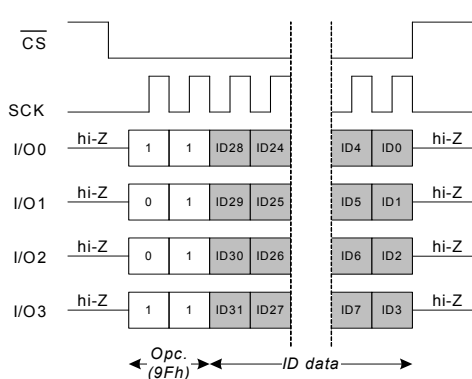 CS
SCK
I/O0 hi-Z 1 1 ID28 ID24 ID4 ID0 hi-Z
I/O1 hi-Z 0 1 ID29 ID25 ID5 ID1 hi-Z
I/O2 hi-Z 0 1 ID30 ID26 ID6 ID2 hi-Z
I/O3 hi-Z 1 1 ID31 ID27 ID7 ID3 hi-Z
Opc. ID data
(9Fh)